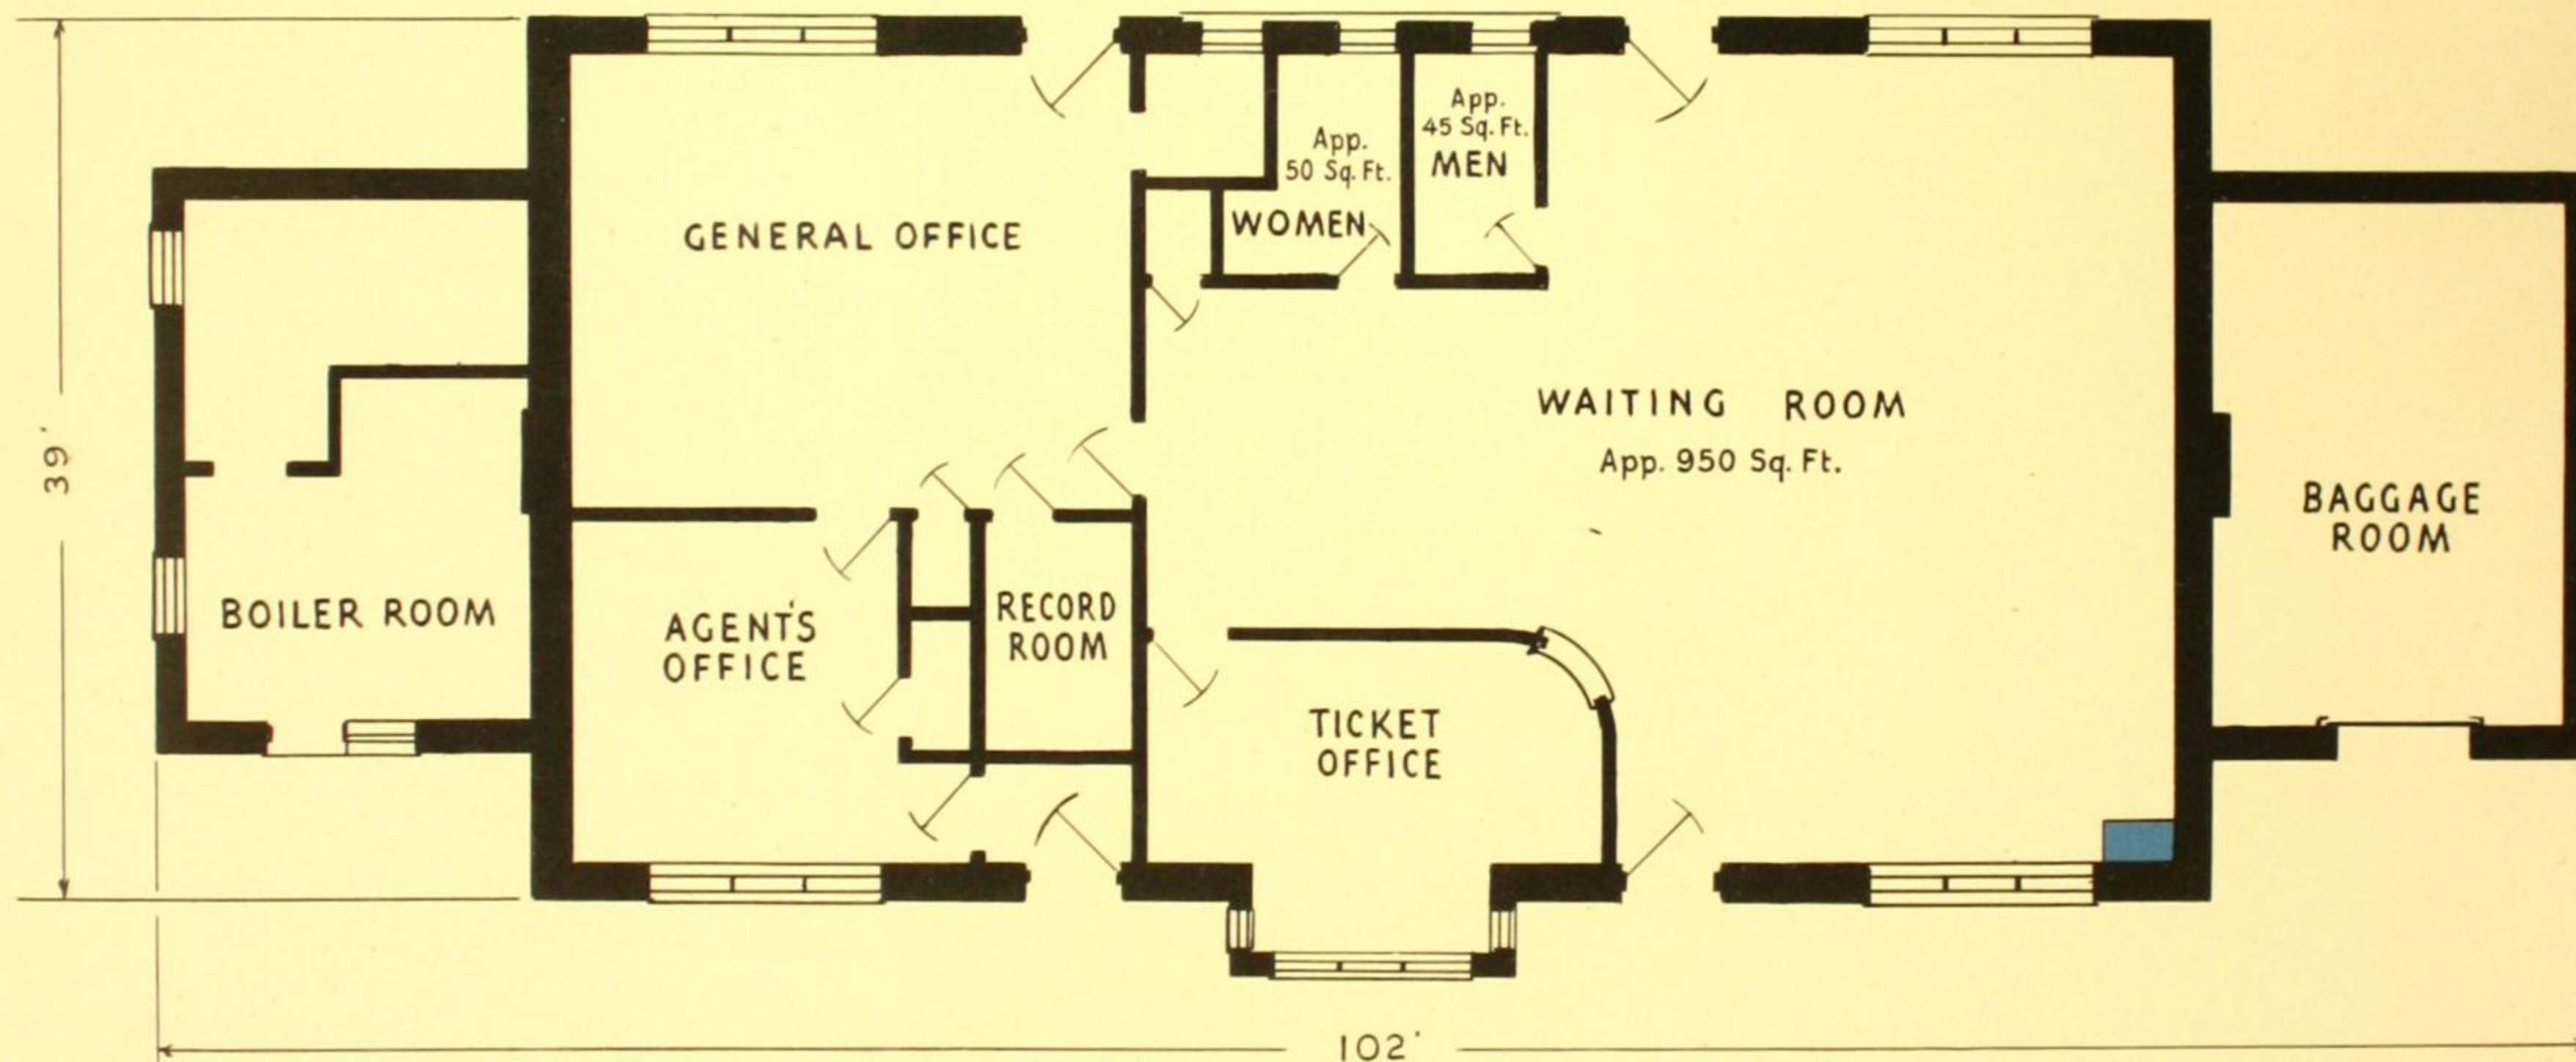 App.
45 Sq. Ft.
MEN
App.
50 Sq. Ft.
WOMEN
GENERAL OFFICE
WAITING ROOM
App. 950 Sq. Ft.
39'
BAGGAGE
ROOM
BOILER ROOM
AGENT'S
OFFICE
RECORD
ROOM
TICKET
OFFICE
102'